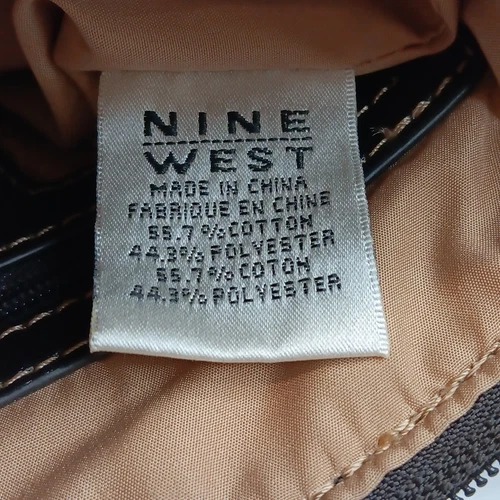 NINE
WEST
MADE IN CHINA
FABRIQUE EN CHINE
55.7%COTTON
44.3%POLYESTER
55.7%COTON
44.3%POLYESTER